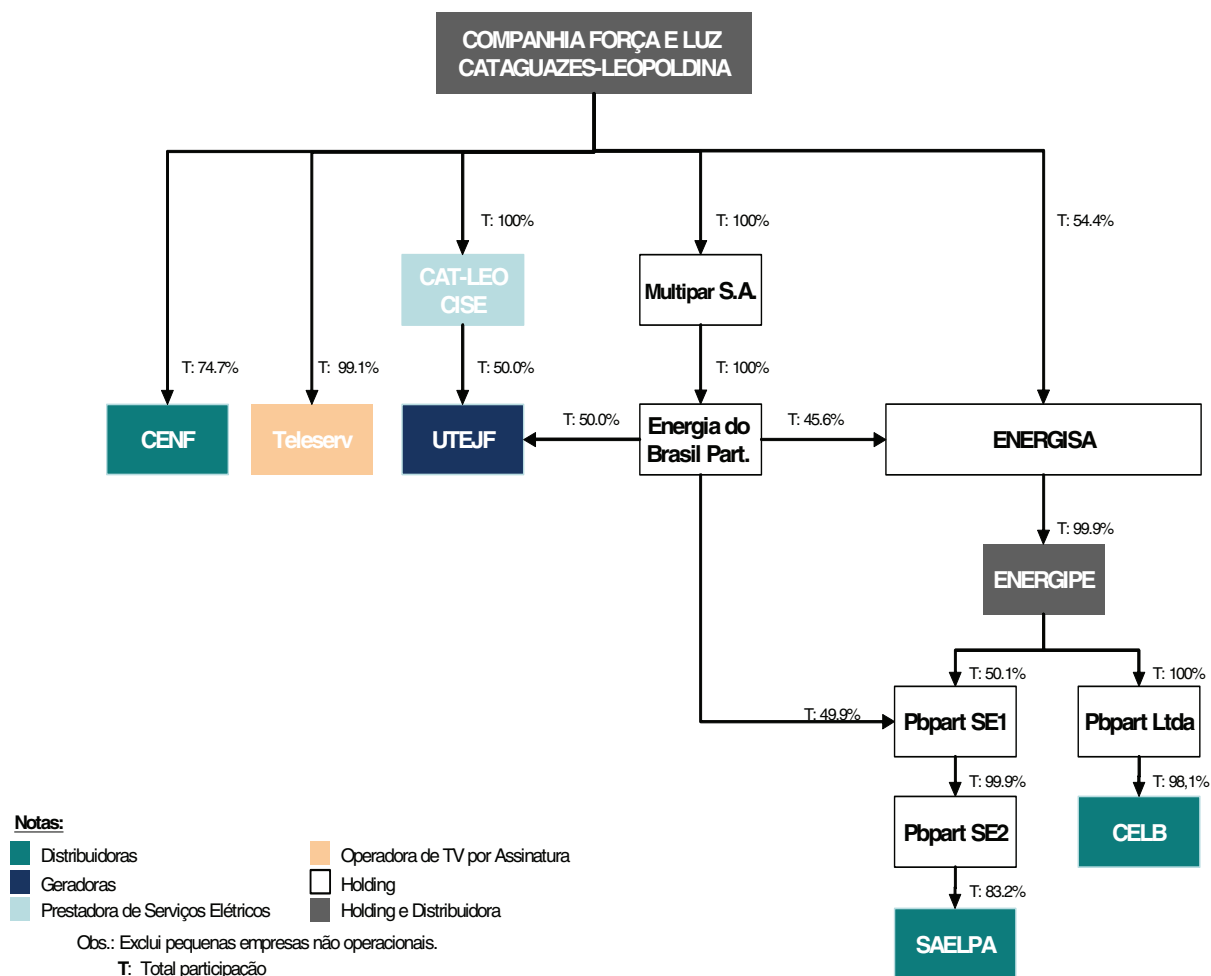 COMPANHIA FORÇA E LUZ
CATAGUAZES-LEOPOLDINA
T: 100%
T: 100%
T: 54.4%
CAT-LEO
CISE
Multipar S.A.
T: 74.7%
T: 99.1%
T: 50.0%
T: 100%
CENF
Teleserv
UTEJF
T: 50.0%
Energia do
Brasil Part.
T: 45.6%
ENERGISA
T: 99.9%
ENERGIPE
T: 50.1%
T: 100%
T: 49.9%
Pbpart SE1
Pbpart Ltda
T: 99.9%
T: 98,1%
Pbpart SE2
CELB
T: 83.2%
SAELPA
Notas:
Distribuidoras
Operadora de TV por Assinatura
Geradoras
Holding
Prestadora de Serviços Elétricos
Holding e Distribuidora
Obs.: Exclui pequenas empresas não operacionais.
T: Total participação